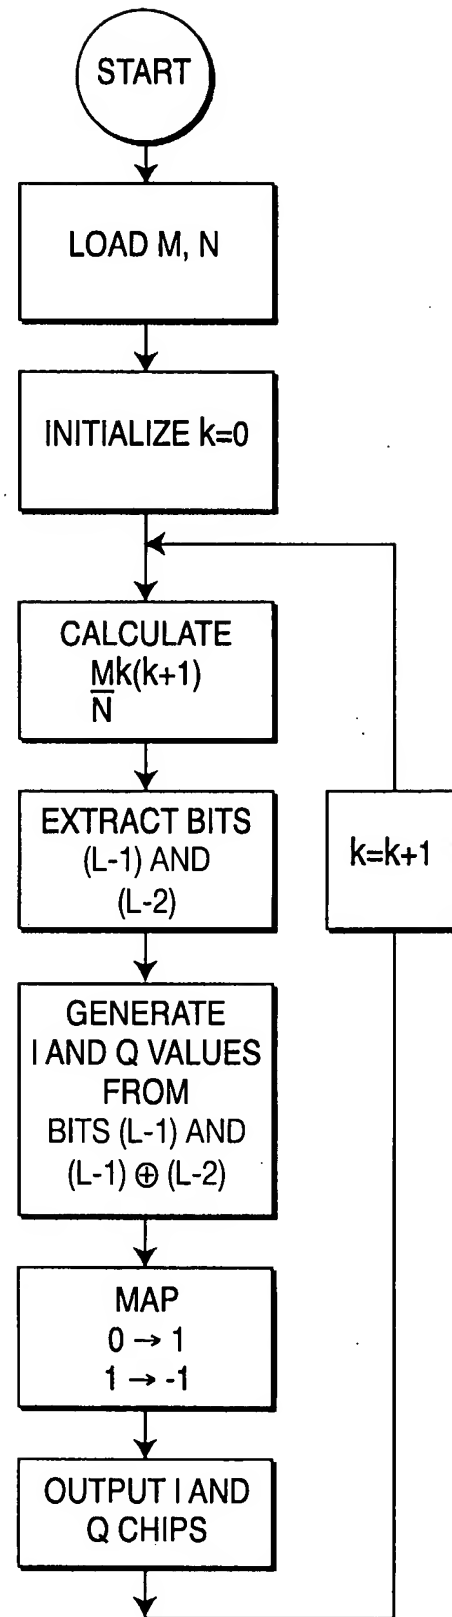 START
LOAD M, N
INITIALIZE k=0
CALCULATE
M/N k(k+1)
EXTRACT BITS
(L-1) AND
(L-2)
k=k+1
GENERATE
I AND Q VALUES
FROM
BITS (L-1) AND
(L-1) ⊕ (L-2)
MAP
0 → 1
1 → -1
OUTPUT I AND
Q CHIPS